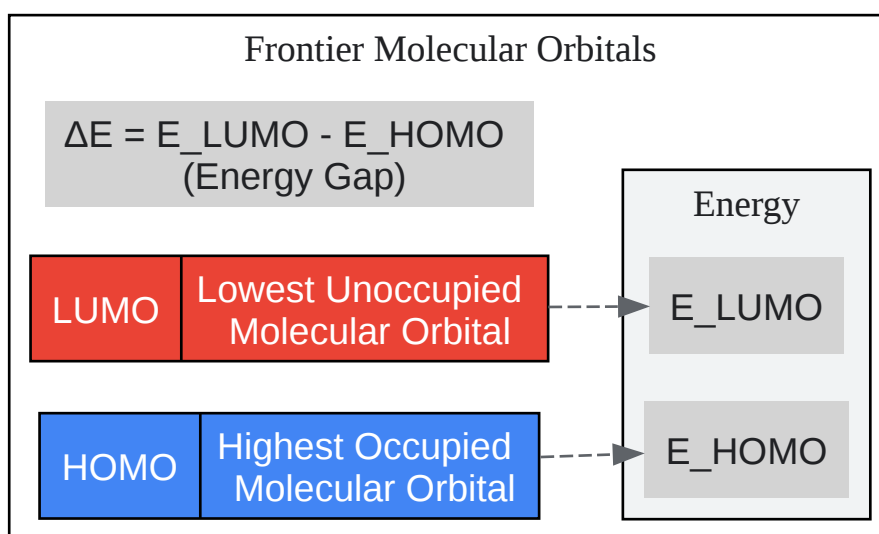 Frontier Molecular Orbitals
ΔE = E_LUMO - E_HOMO
(Energy Gap)
Energy
LUMO
Lowest Unoccupied
Molecular Orbital
E_LUMO
HOMO
Highest Occupied
Molecular Orbital
E_HOMO